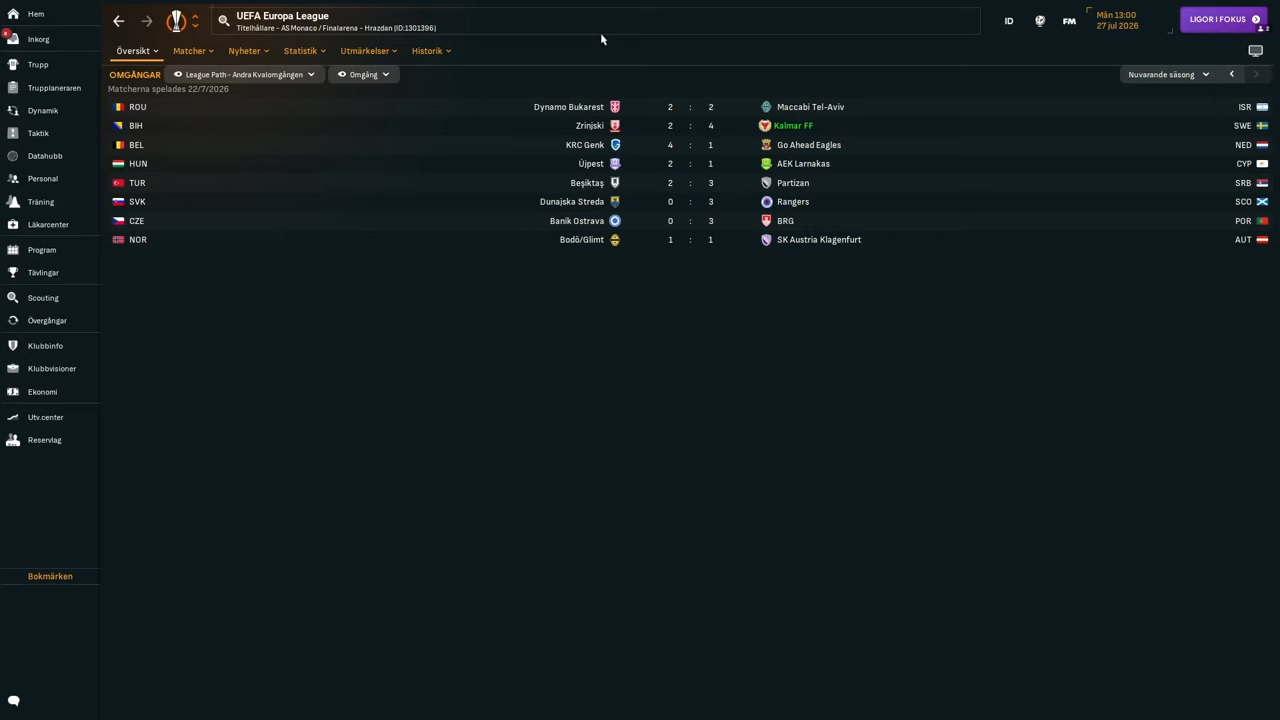 Hem
6
Inkorg
Trupp
Trupplaneraren
Dynamik
Taktik
Datahubb
Personal
Träning
Läkarcenter
Program
Tävlingar
Scouting
Övergångar
Klubbinfo
Klubbvisioner
Ekonomi
Utv.center
Reservlag
Bokmärken
UEFA Europa League
Titelhållare - AS Monaco / Finalarena - Hrazdan (ID:1301396)
ID
FM
Mån 13:00
27 jul 2026
LIGOR I FOKUS
2
Översikt Matcher Nyheter Statistik Utmärkelser Historik
OMGÅNGAR League Path - Andra Kvalomgången Omgång Nuvarande säsong
Matcherna spelades 22/7/2026
ROU Dynamo Bukarest 2 : 2 Maccabi Tel-Aviv ISR
BIH Zrinjski 2 : 4 Kalmar FF SWE
BEL KRC Genk 4 : 1 Go Ahead Eagles NED
HUN Újpest 2 : 1 AEK Larnakas CYP
TUR Beşiktaş 2 : 3 Partizan SRB
SVK Dunajska Streda 0 : 3 Rangers SCO
CZE Banik Ostrava 0 : 3 BRG POR
NOR Bodö/Glimt 1 : 1 SK Austria Klagenfurt AUT